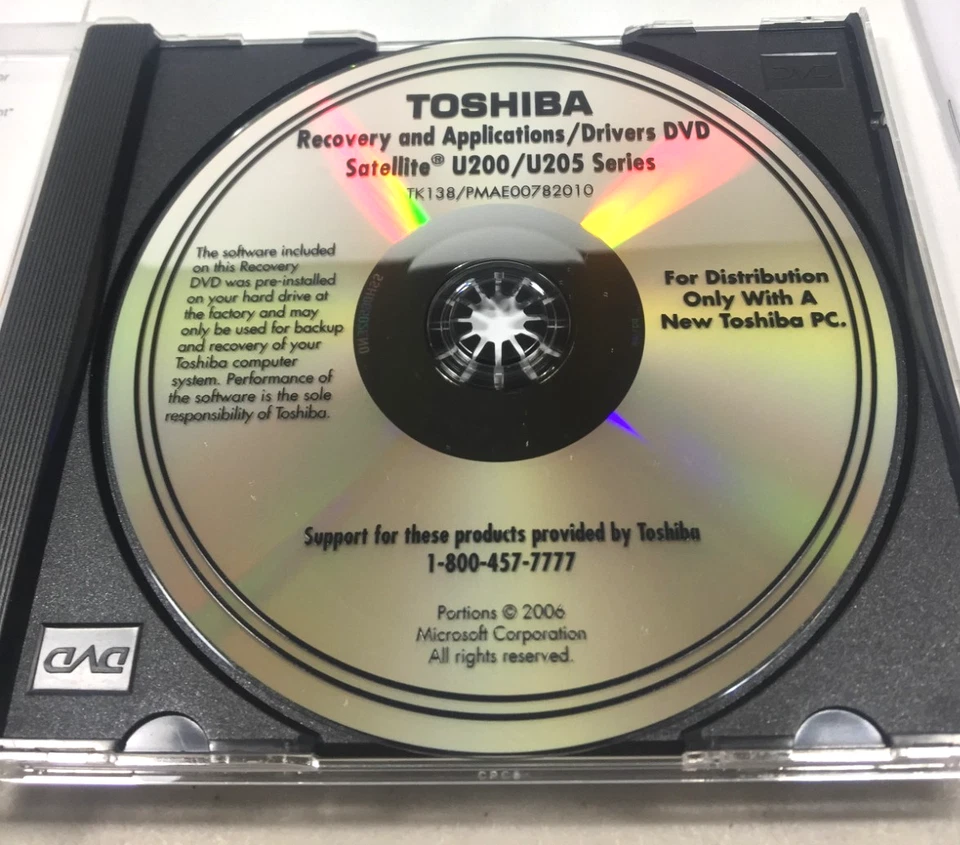 TOSHIBA
Recovery and Applications/Drivers DVD
Satellite® U200/U205 Series
TK138/PMAE00782010
The software included
on this Recovery
DVD was pre-installed
on your hard drive at
the factory and may
only be used for backup
and recovery of your
Toshiba computer
system. Performance of
the software is the sole
responsibility of Toshiba.
For Distribution
Only With A
New Toshiba PC.
Support for these products provided by Toshiba
1-800-457-7777
Portions © 2006
Microsoft Corporation
All rights reserved.
DVD
DVD